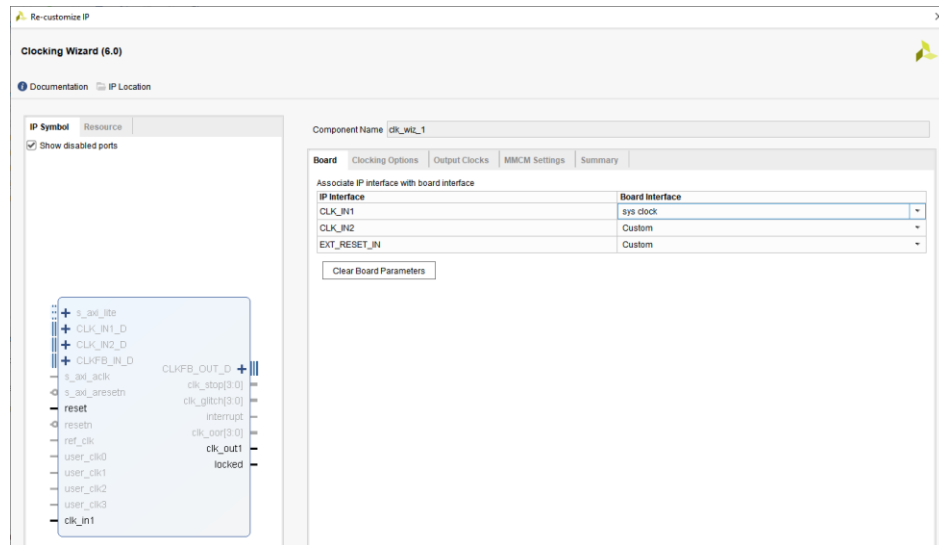 Re-customize IP
Clocking Wizard (6.0)
Documentation IP Location
IP Symbol Resource
Show disabled ports
s_axi_lite
CLK_IN1_D
CLK_IN2_D
CLKFB_IN_D
s_axi_aclk
s_axi_aresetn
reset
resetn
ref_clk
user_clk0
user_clk1
user_clk2
user_clk3
clk_in1
CLKFB_OUT_D
clk_stop[3:0]
clk_glitch[3:0]
interrupt
clk_oor[3:0]
clk_out1
locked
Component Name clk_wiz_1
Board Clocking Options Output Clocks MMCM Settings Summary
Associate IP interface with board interface
IP Interface Board Interface
CLK_IN1 sys clock
CLK_IN2 Custom
EXT_RESET_IN Custom
Clear Board Parameters